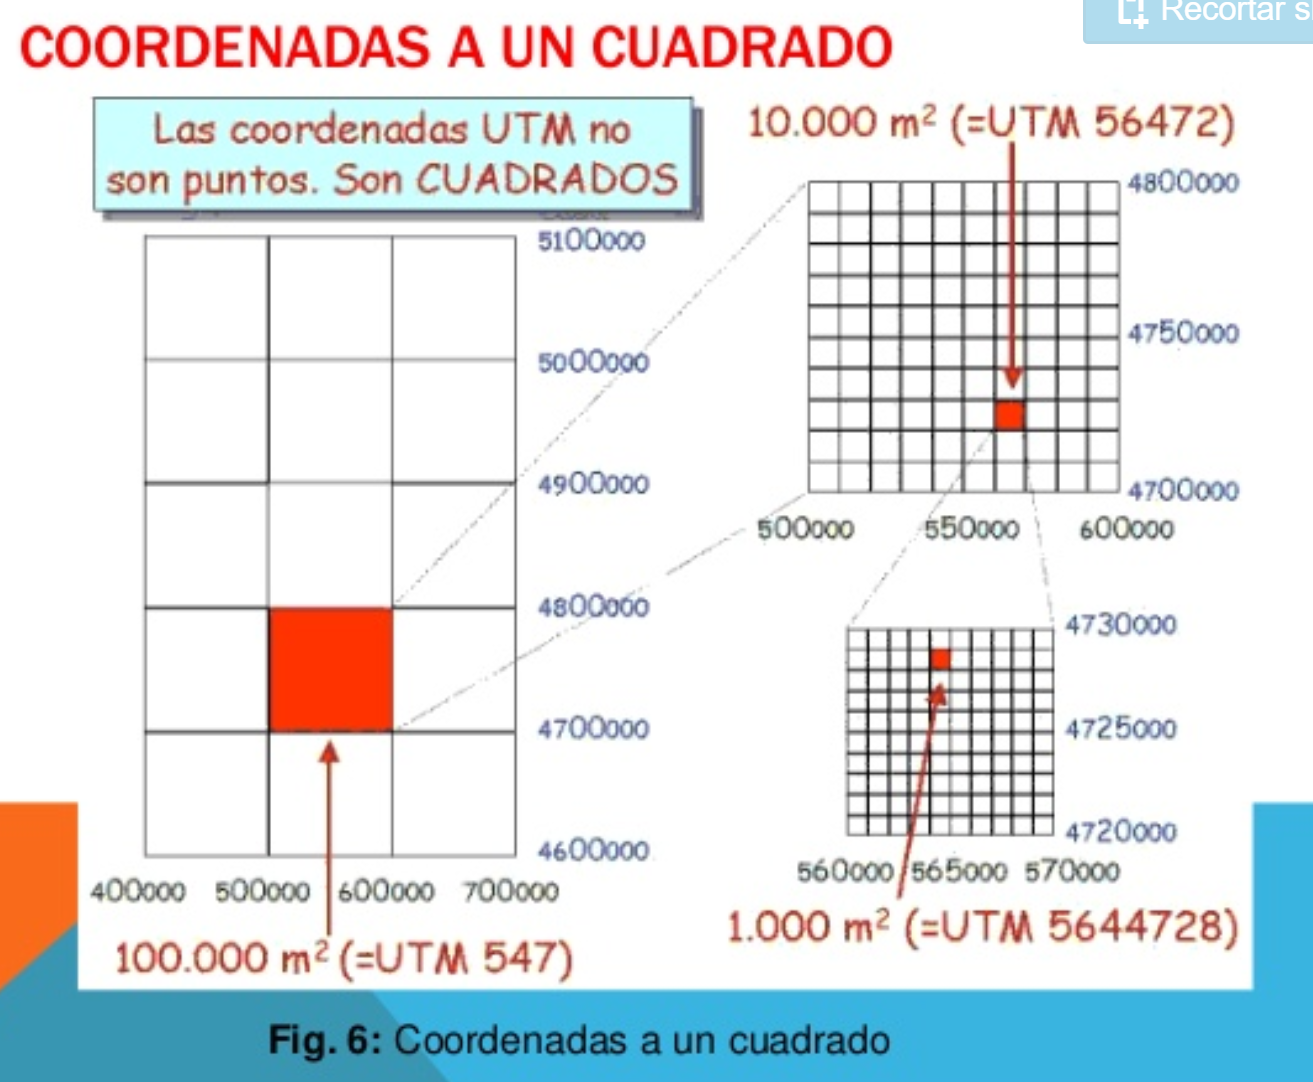 Recortar s
COORDENADAS A UN CUADRADO
Las coordenadas UTM no
son puntos. Son CUADRADOS
5100000
5000000
4900000
4800000
4700000
4600000
400000 500000 600000 700000
100.000 m² (=UTM 547)
10.000 m² (=UTM 56472)
4800000
4750000
4700000
500000 550000 600000
4730000
4725000
4720000
560000 565000 570000
1.000 m² (=UTM 5644728)
Fig. 6: Coordenadas a un cuadrado